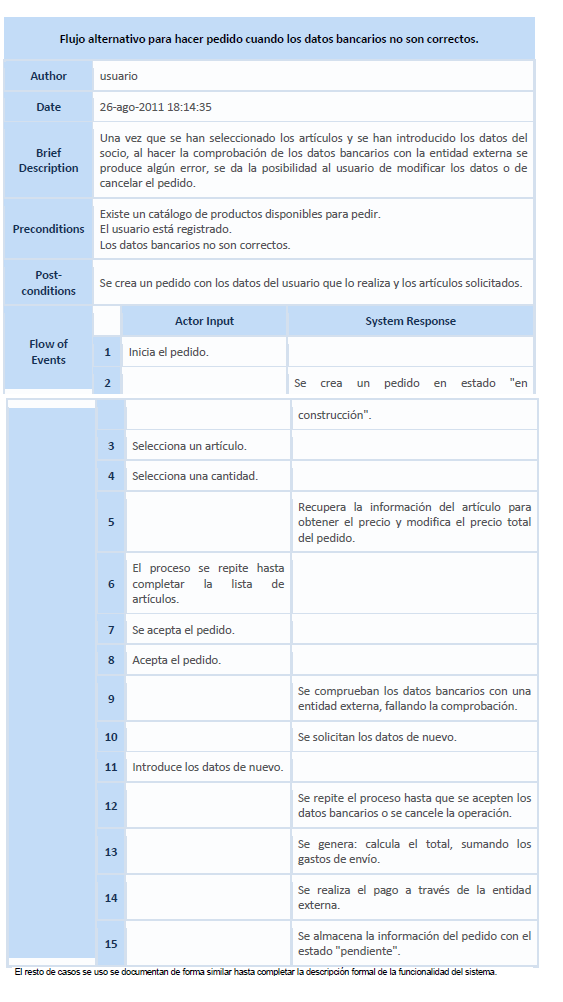 Flujo alternativo para hacer pedido cuando los datos bancarios no son correctos.
Author
usuario
Date
26-ago-2011 18:14:35
Brief
Description
Una vez que se han seleccionado los artículos y se han introducido los datos del
socio, al hacer la comprobación de los datos bancarios con la entidad externa se
produce algún error, se da la posibilidad al usuario de modificar los datos o de
cancelar el pedido.
Preconditions
Existe un catálogo de productos disponibles para pedir.
El usuario está registrado.
Los datos bancarios no son correctos.
Post-
conditions
Se crea un pedido con los datos del usuario que lo realiza y los artículos solicitados.
Flow of
Events
Actor Input
System Response
1
Inicia el pedido.
2
Se crea un pedido en estado "en
construcción".
3
Selecciona un artículo.
4
Selecciona una cantidad.
5
Recupera la información del artículo para
obtener el precio y modifica el precio total
del pedido.
6
El proceso se repite hasta
completar la lista de
artículos.
7
Se acepta el pedido.
8
Acepta el pedido.
9
Se comprueban los datos bancarios con una
entidad externa, fallando la comprobación.
10
Se solicitan los datos de nuevo.
11
Introduce los datos de nuevo.
12
Se repite el proceso hasta que se acepten los
datos bancarios o se cancele la operación.
13
Se genera: calcula el total, sumando los
gastos de envío.
14
Se realiza el pago a través de la entidad
externa.
15
Se almacena la información del pedido con el
estado "pendiente".
El resto de casos se uso se documentan de forma similar hasta completar la descripción formal de la funcionalidad del sistema.